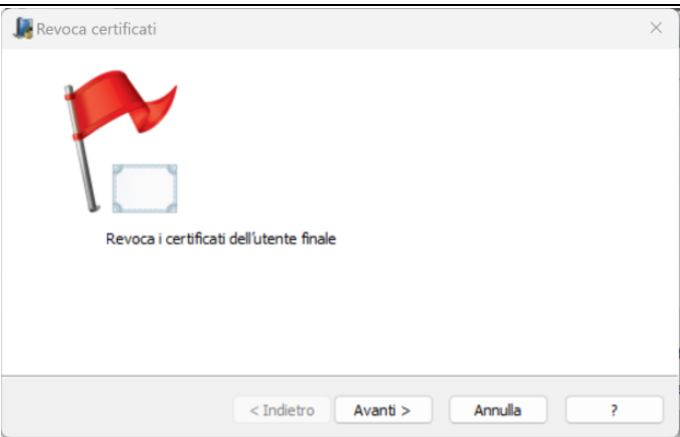 Revoca certificati
Revoca i certificati dell'utente finale
< Indietro
Avanti >
Annulla
?